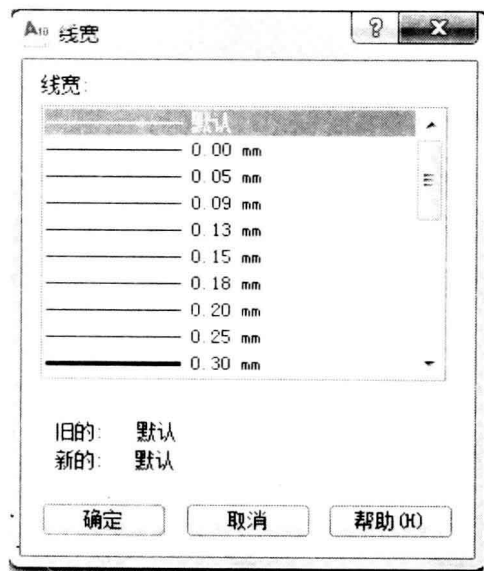 A10 线宽
线宽:
默认
0.00 mm
0.05 mm
0.09 mm
0.13 mm
0.15 mm
0.18 mm
0.20 mm
0.25 mm
0.30 mm
旧的: 默认
新的: 默认
确定 取消 帮助(H)